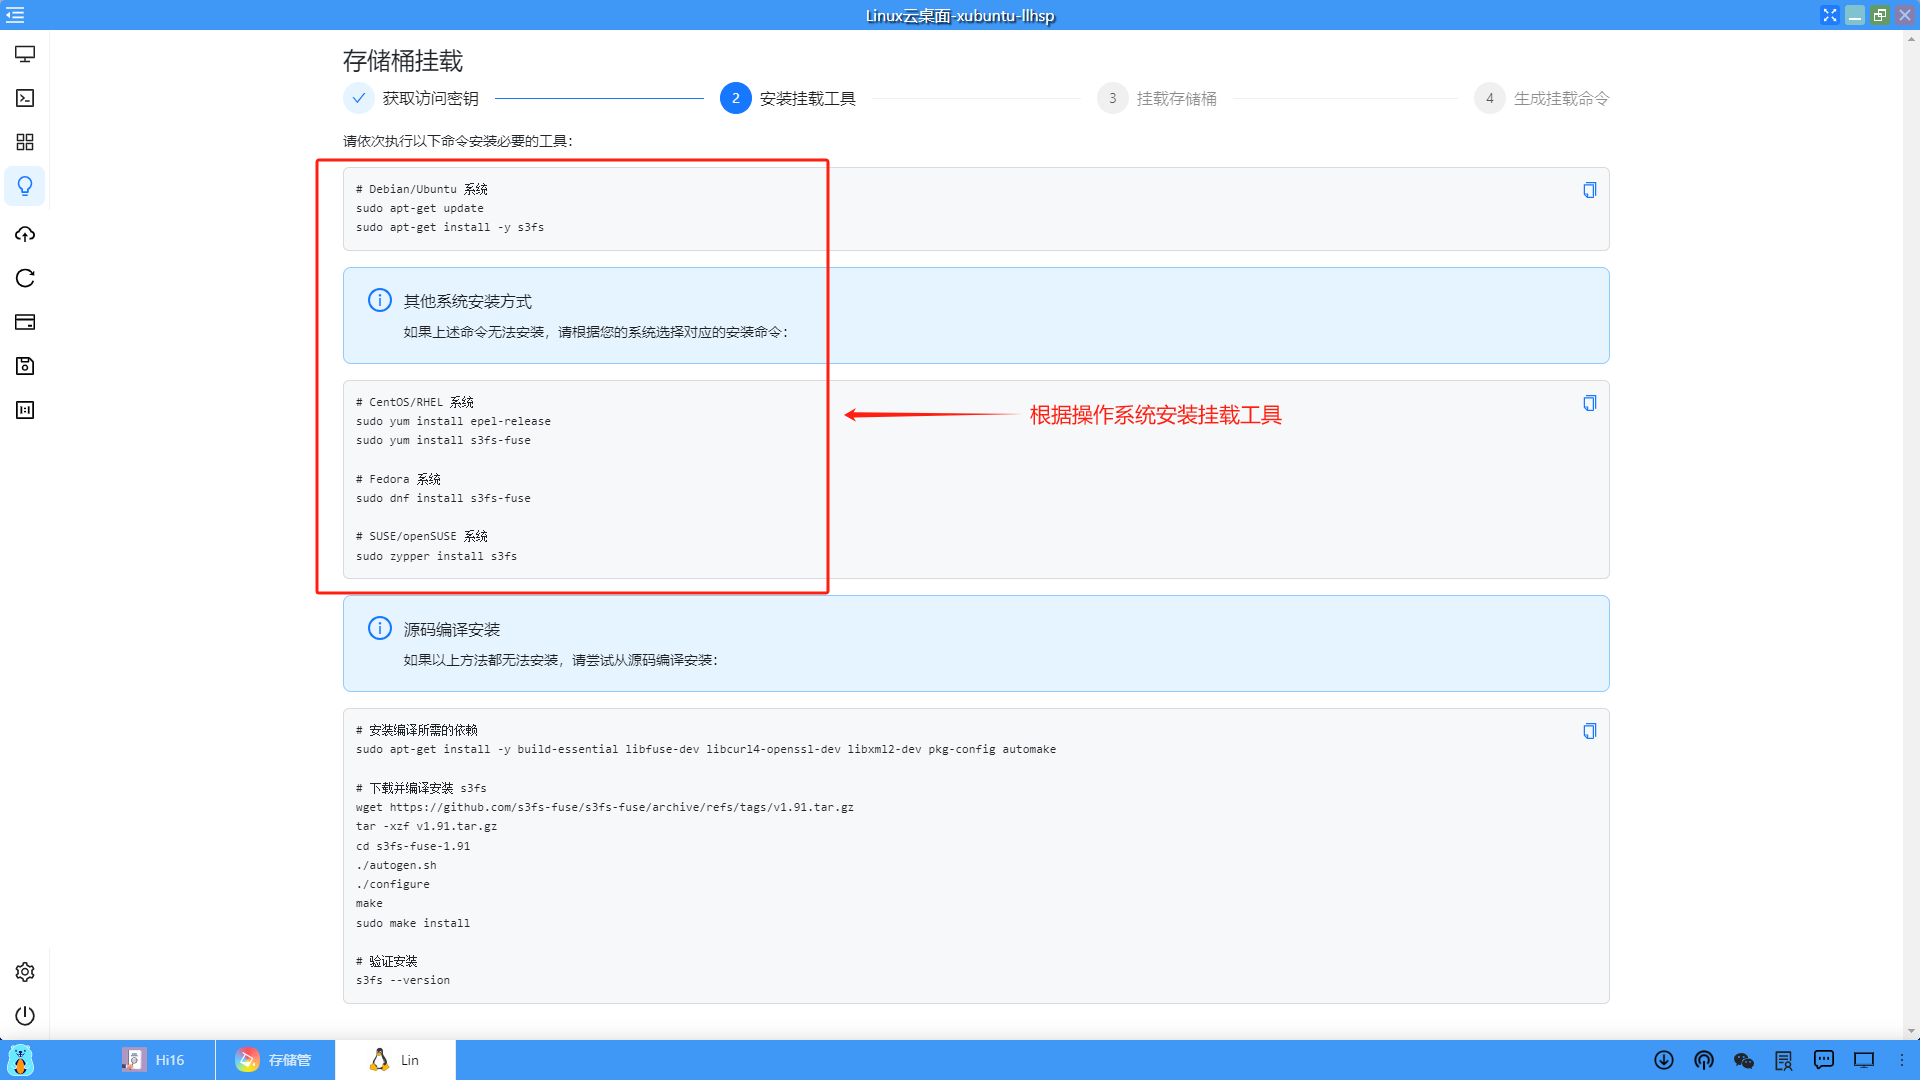 Linux云桌面-xubuntu-llhsp
存储桶挂载
获取访问密钥
2 安装挂载工具
3 挂载存储桶
4 生成挂载命令
请依次执行以下命令安装必要的工具：
# Debian/Ubuntu 系统
sudo apt-get update
sudo apt-get install -y s3fs
其他系统安装方式
如果上述命令无法安装，请根据您的系统选择对应的安装命令：
# CentOS/RHEL 系统
sudo yum install epel-release
sudo yum install s3fs-fuse
# Fedora 系统
sudo dnf install s3fs-fuse
# SUSE/openSUSE 系统
sudo zypper install s3fs
根据操作系统安装挂载工具
源码编译安装
如果以上方法都无法安装，请尝试从源码编译安装：
# 安装编译所需的依赖
sudo apt-get install -y build-essential libfuse-dev libcurl4-openssl-dev libxml2-dev pkg-config automake
# 下载并编译安装 s3fs
wget https://github.com/s3fs-fuse/s3fs-fuse/archive/refs/tags/v1.91.tar.gz
tar -xzf v1.91.tar.gz
cd s3fs-fuse-1.91
./autogen.sh
./configure
make
sudo make install
# 验证安装
s3fs --version
Hi16
存储管
Lin